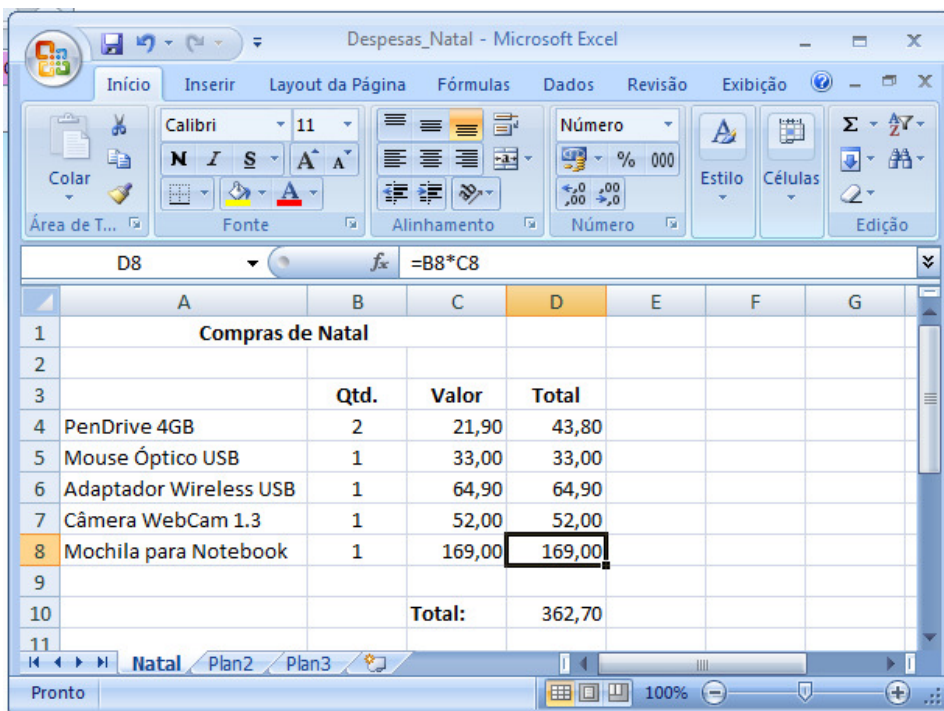 Despesas_Natal - Microsoft Excel
Início Inserir Layout da Página Fórmulas Dados Revisão Exibição
Colar
Calibri 11
N I S A A
A
Número
% 000
,00 ,0
,0 ,00
Estilo
Células
Σ
A
Z
Área de T... Fonte Alinhamento Número Edição
D8 fx =B8*C8
A B C D E F G
1 Compras de Natal
2
3 Qtd. Valor Total
4 PenDrive 4GB 2 21,90 43,80
5 Mouse Óptico USB 1 33,00 33,00
6 Adaptador Wireless USB 1 64,90 64,90
7 Câmera WebCam 1.3 1 52,00 52,00
8 Mochila para Notebook 1 169,00 169,00
9
10 Total: 362,70
11
Natal Plan2 Plan3
Pronto 100%